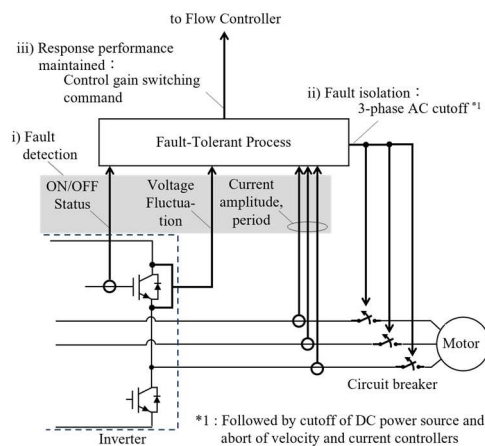 to Flow Controller
iii) Response performance
maintained：
Control gain switching
command
ii) Fault isolation：
3-phase AC cutoff *1
Fault-Tolerant Process
i) Fault
detection
ON/OFF
Status
Voltage
Fluctua-
tion
Current
amplitude,
period
Motor
Circuit breaker
Inverter
*1 : Followed by cutoff of DC power source and
abort of velocity and current controllers